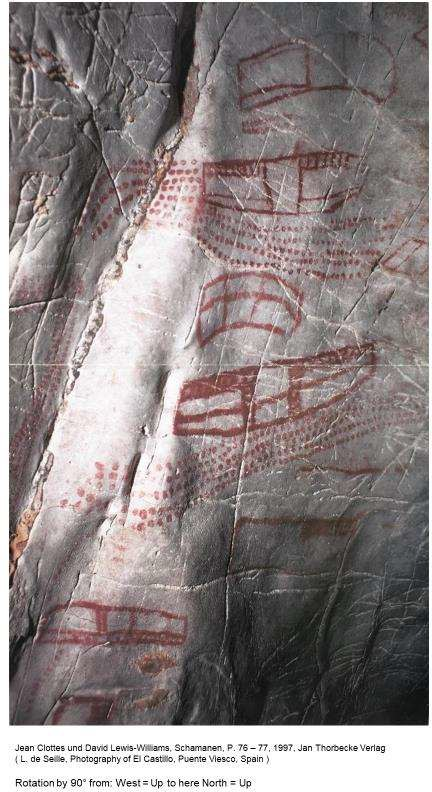 Jean Clottes und David Lewis-Williams, Schamanen, P. 76 – 77, 1997, Jan Thorbecke Verlag
( L. de Seille, Photography of El Castillo, Puente Viesco, Spain )
Rotation by 90° from: West = Up to here North = Up